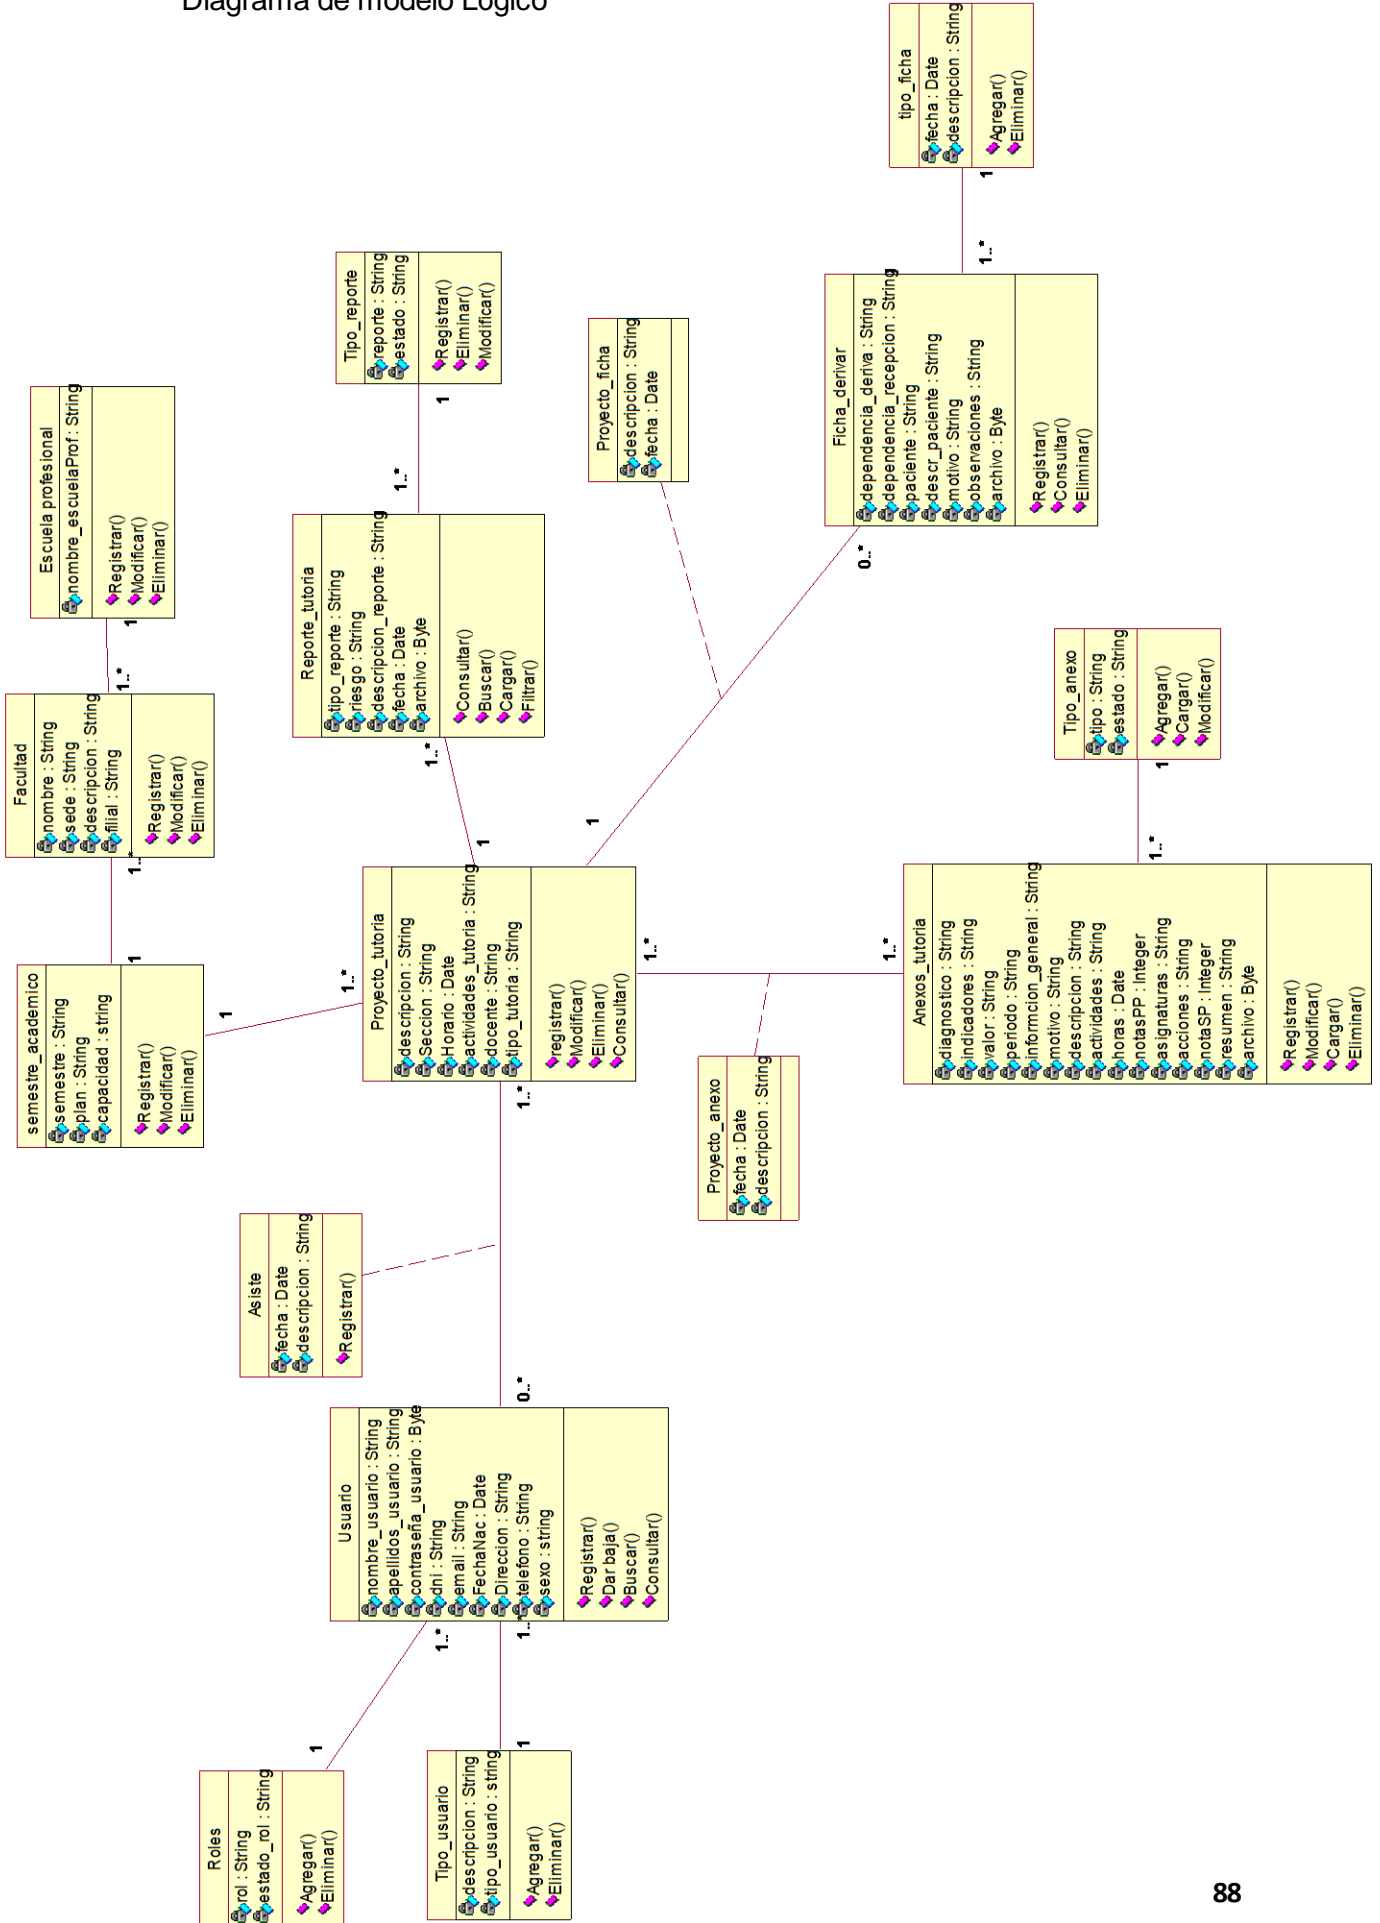 Diagrama de modelo Lógico
tipo_ficha
fecha : Date
descripcion : String
Agregar()
Eliminar()
1
1..*
Ficha_derivar
dependencia_deriva : String
dependencia_recepcion : String
paciente : String
descr_paciente : String
motivo : String
observaciones : String
archivo : Byte
Registrar()
Consultar()
Eliminar()
0..*
1
Proyecto_ficha
descripcion : String
fecha : Date
Tipo_reporte
reporte : String
estado : String
Registrar()
Eliminar()
Modificar()
1
1..*
Reporte_tutoria
tipo_reporte : String
riesgo : String
descripcion_reporte : String
fecha : Date
archivo : Byte
Consultar()
Buscar()
Cargar()
Filtrar()
1..*
1
Escuela profesional
nombre_escuelaProf : String
Registrar()
Modificar()
Eliminar()
1
1..*
Facultad
nombre : String
sede : String
descripcion : String
filial : String
Registrar()
Modificar()
Eliminar()
1..*
1
semestre_academico
semestre : String
plan : String
capacidad : string
Registrar()
Modificar()
Eliminar()
1
1..*
Proyecto_tutoria
descripcion : String
Seccion : String
Horario : Date
actividades_tutoria : String
docente : String
tipo_tutoria : String
registrar()
Modificar()
Eliminar()
Consultar()
1..*
1..*
Tipo_anexo
tipo : String
estado : String
Agregar()
Cargar()
Modificar()
1
1..*
Anexos_tutoria
diagnostico : String
indicadores : String
valor : String
periodo : String
informcion_general : String
motivo : String
descripcion : String
actividades : String
horas : Date
notasPP : Integer
asignaturas : String
acciones : String
notaSP : Integer
resumen : String
archivo : Byte
Registrar()
Modificar()
Cargar()
Eliminar()
Proyecto_anexo
fecha : Date
descripcion : String
Asiste
fecha : Date
descripcion : String
Registrar()
1..*
0..*
Usuario
nombre_usuario : String
apellidos_usuario : String
contraseña_usuario : Byte
dni : String
email : String
FechaNac : Date
Direccion : String
telefono : String
sexo : string
Registrar()
Dar baja()
Buscar()
Consultar()
1..*
1..*
1
1
Roles
rol : String
estado_rol : String
Agregar()
Eliminar()
Tipo_usuario
descripcion : String
tipo_usuario : string
Agregar()
Eliminar()
88